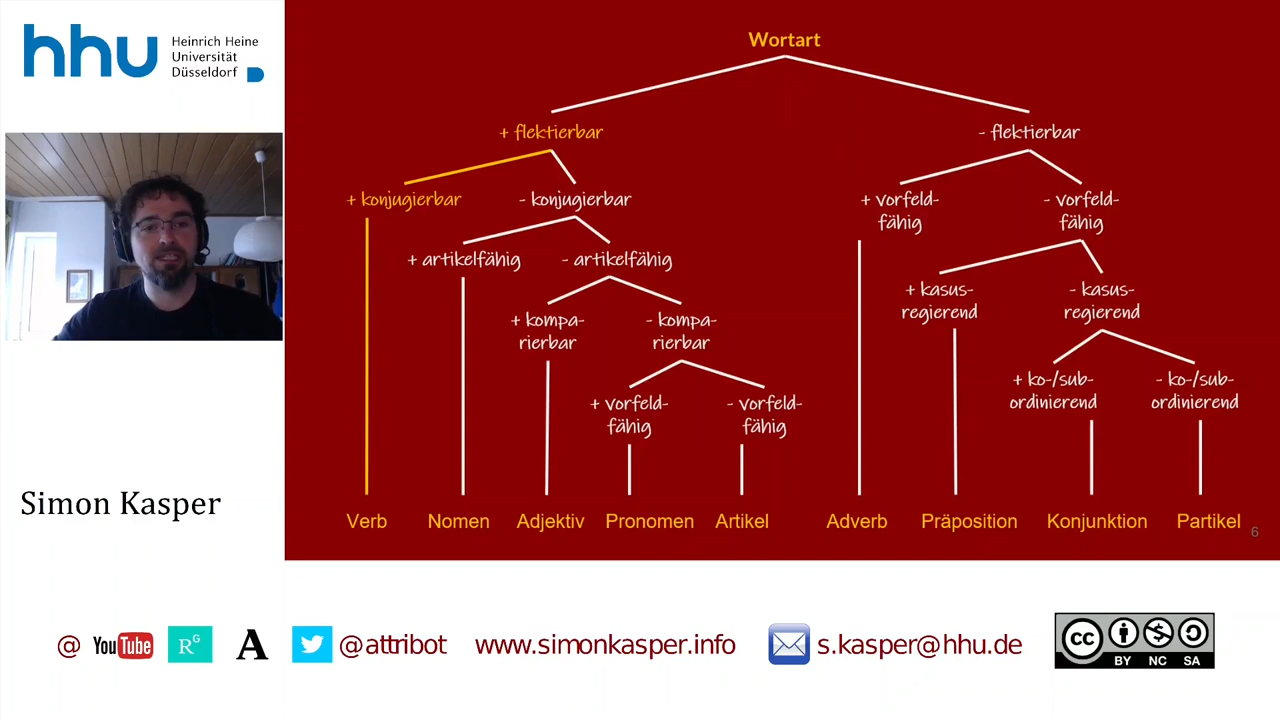 hhu
Heinrich Heine
Universität
Düsseldorf
Wortart
+ flektierbar
- flektierbar
+ konjugierbar
- konjugierbar
+ vorfeld-
fähig
- vorfeld-
fähig
+ artikelfähig
- artikelfähig
+ kasus-
regierend
- kasus-
regierend
+ kompa-
rierbar
- kompa-
rierbar
+ ko-/sub-
ordinierend
- ko-/sub-
ordinierend
+ vorfeld-
fähig
- vorfeld-
fähig
Verb
Nomen
Adjektiv
Pronomen
Artikel
Adverb
Präposition
Konjunktion
Partikel
6
Simon Kasper
@ YouTube RG A @attribot www.simonkasper.info s.kasper@hhu.de
cc
BY NC SA